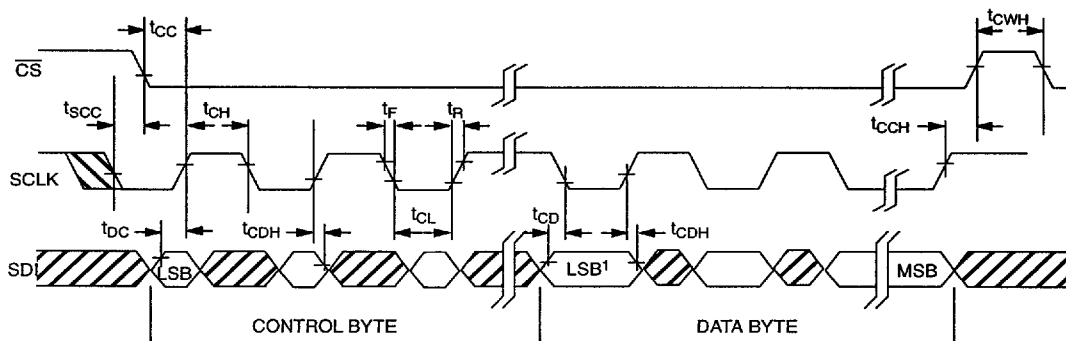 tCC
tCWH
CS
tSCC
tCH
tF
tR
tCCH
SCLK
tDC
tCDH
tCL
tCD
tCDH
SDI
LSB
LSB¹
MSB
CONTROL BYTE
DATA BYTE